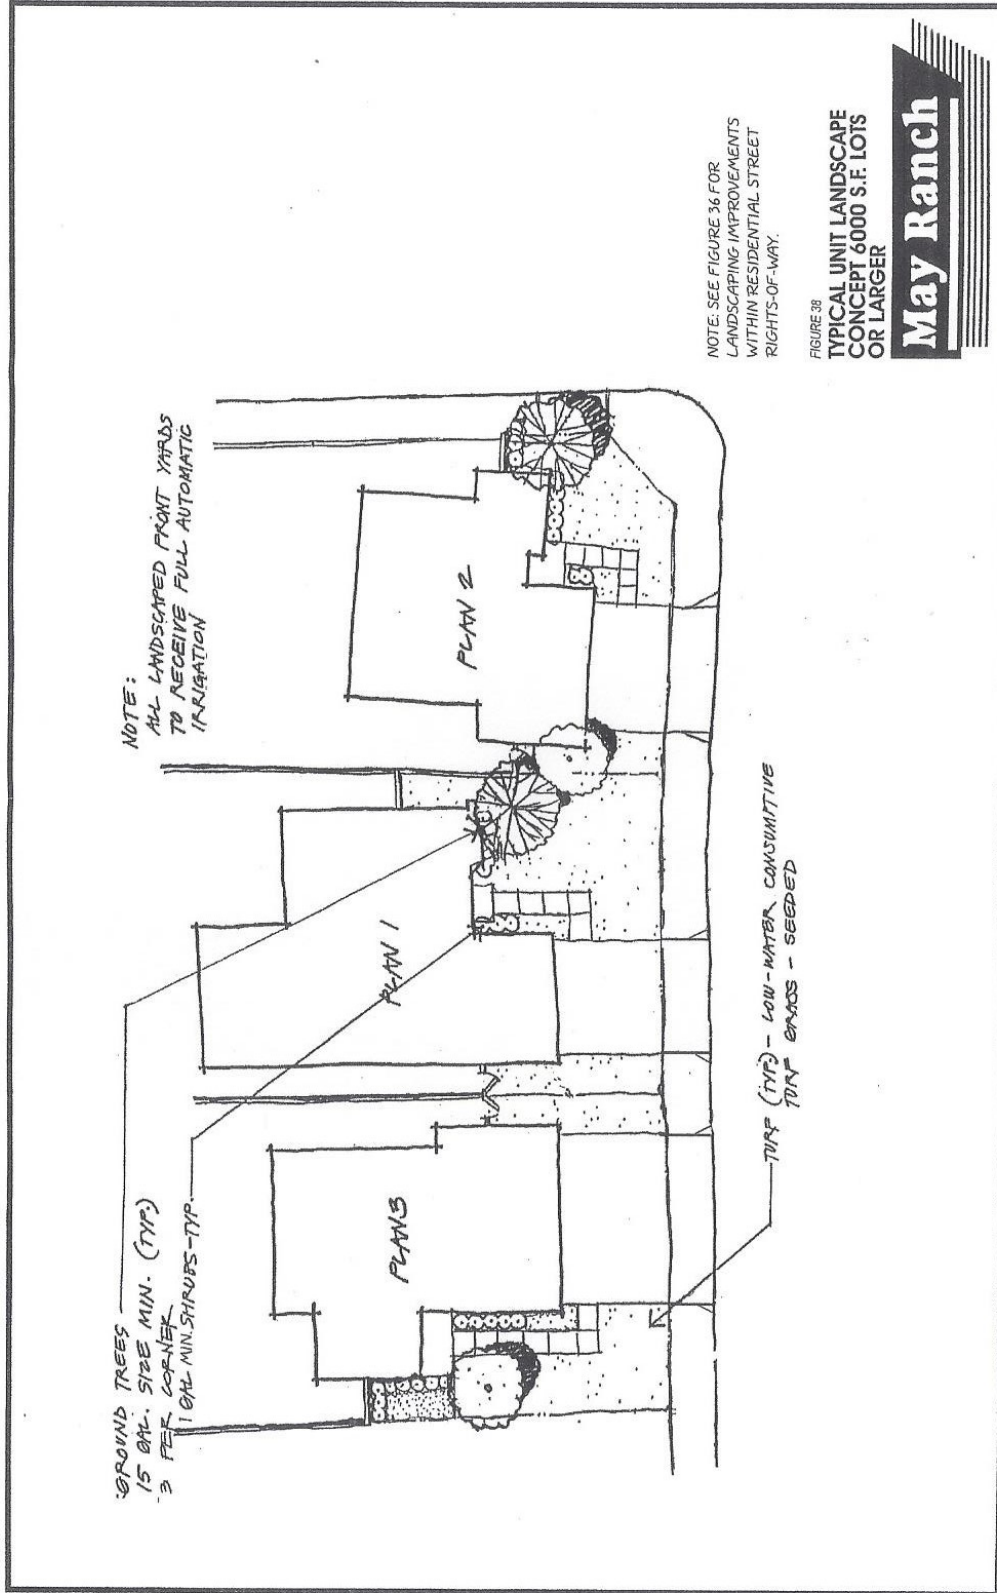 NOTE:
ALL LANDSCAPED FRONT YARDS
TO RECEIVE FULL AUTOMATIC
IRRIGATION
GROUND TREES
15 GAL. SIZE MIN. (TYP.)
3 PER CORNER
1 GAL MIN. SHRUBS-TYP.
PLAN 3
PLAN 1
PLAN 2
TURF (TYP.) - LOW-WATER CONSUMPTIVE
TURF GRASS - SEEDED
NOTE: SEE FIGURE 36 FOR
LANDSCAPING IMPROVEMENTS
WITHIN RESIDENTIAL STREET
RIGHTS-OF-WAY.
FIGURE 38
TYPICAL UNIT LANDSCAPE
CONCEPT 6000 S.F. LOTS
OR LARGER
May Ranch